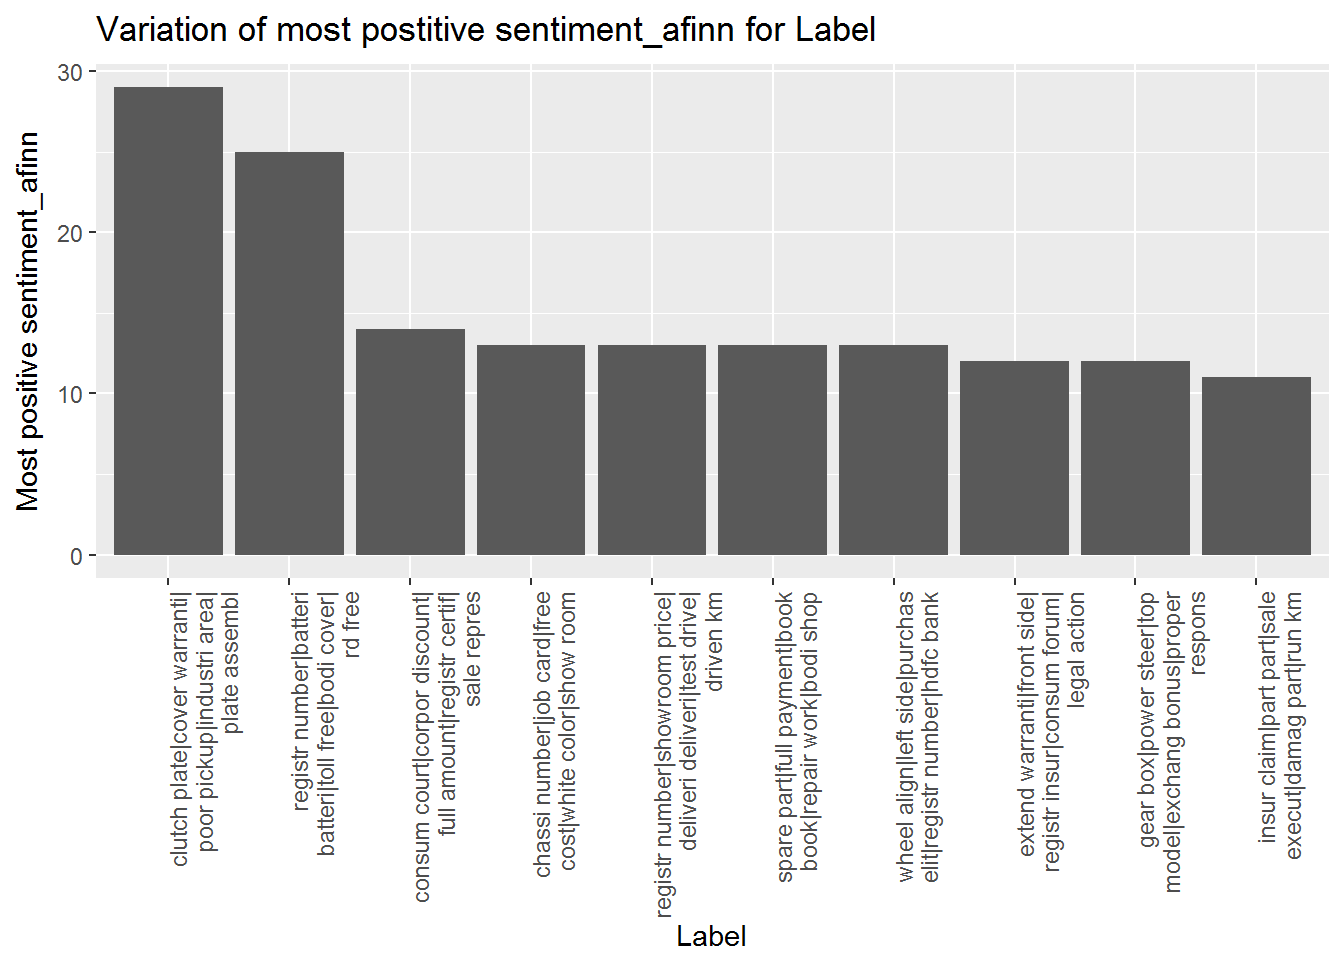 Variation of most postitive sentiment_afinn for Label
Most positive sentiment_afinn
30
20
10
0
clutch plate|cover warranti|
poor pickup|industri area|
plate assembl
registr number|batteri
batteri|toll free|bodi cover|
rd free
consum court|corpor discount|
full amount|registr certif|
sale repres
chassi number|job card|free
cost|white color|show room
registr number|showroom price|
deliveri deliveri|test drive|
driven km
spare part|full payment|book
book|repair work|bodi shop
wheel align|left side|purchas
elit|registr number|hdfc bank
extend warranti|front side|
registr insur|consum forum|
legal action
gear box|power steer|top
model|exchang bonus|proper
respons
insur claim|part part|sale
execut|damag part|run km
Label